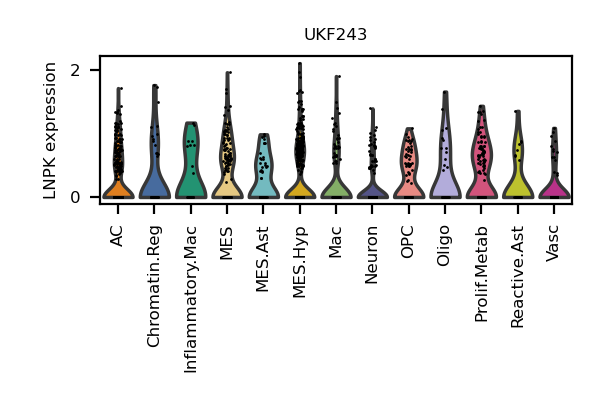 UKF243
LNPK expression
2
0
AC
Chromatin.Reg
Inflammatory.Mac
MES
MES.Ast
MES.Hyp
Mac
Neuron
OPC
Oligo
Prolif.Metab
Reactive.Ast
Vasc